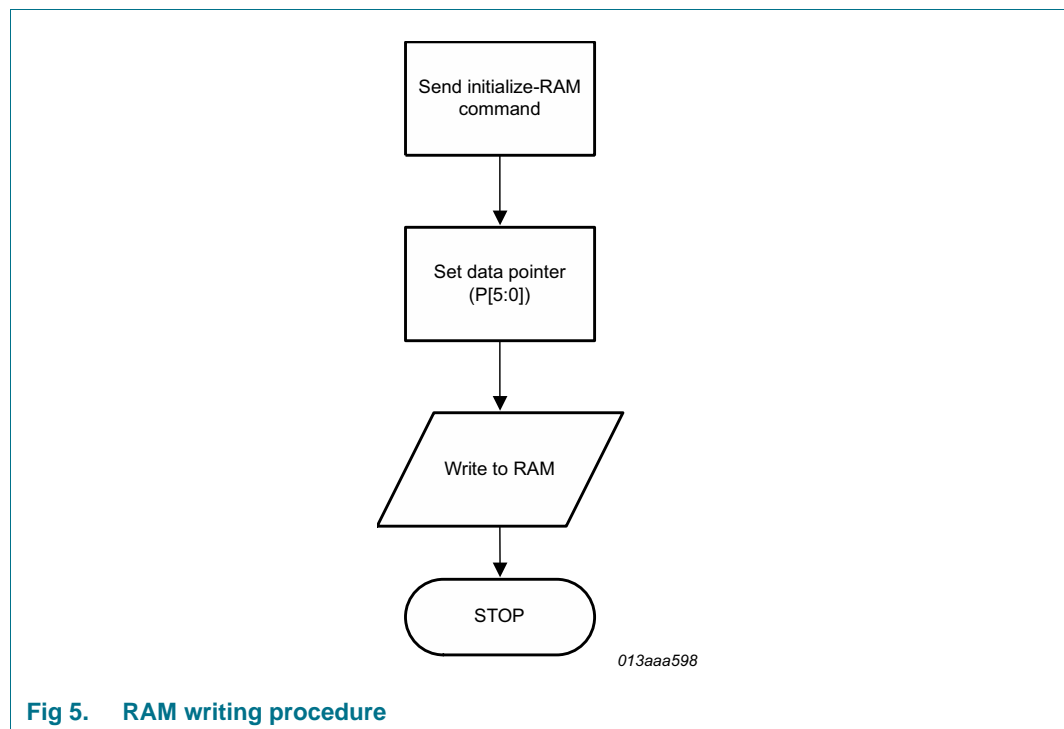 Send initialize-RAM
command
Set data pointer
(P[5:0])
Write to RAM
STOP
013aaa598
Fig 5. RAM writing procedure